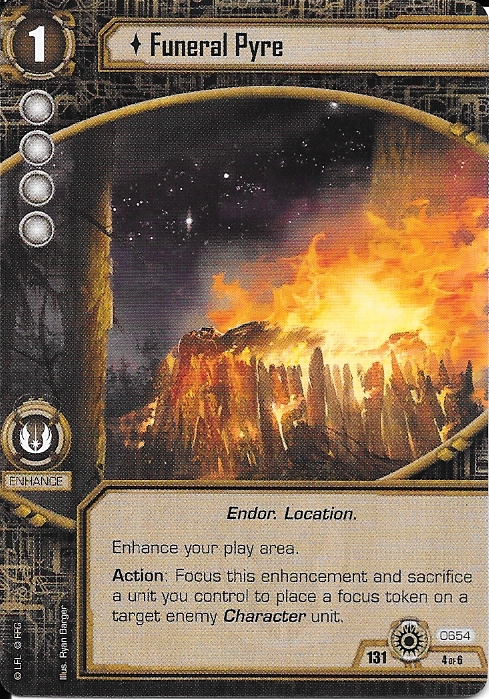 1
Funeral Pyre
ENHANCE
Endor. Location.
Enhance your play area.
Action: Focus this enhancement and sacrifice
a unit you control to place a focus token on a
target enemy Character unit.
© LFL © FFG
Illus. Ryan Barger
0654
131
4 OF 6